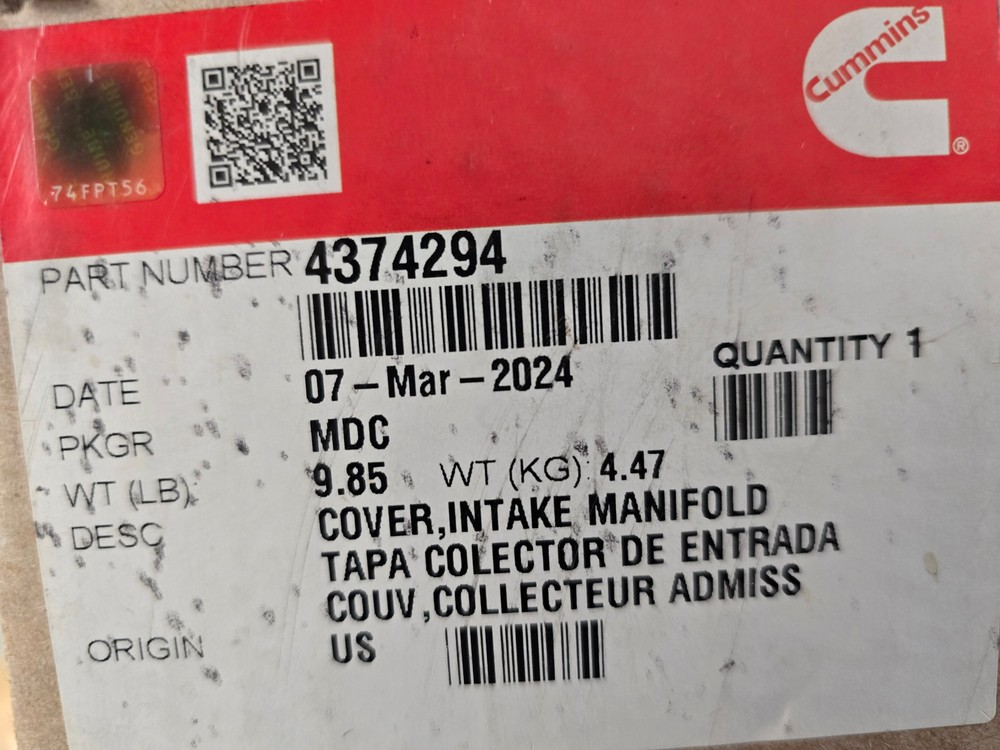 Cummins
®
74FPT56
PART NUMBER 4374294
DATE 07-Mar-2024
QUANTITY 1
PKGR MDC
WT (LB): 9.85 WT (KG): 4.47
DESC COVER,INTAKE MANIFOLD
TAPA COLECTOR DE ENTRADA
COUV,COLLECTEUR ADMISS
ORIGIN US